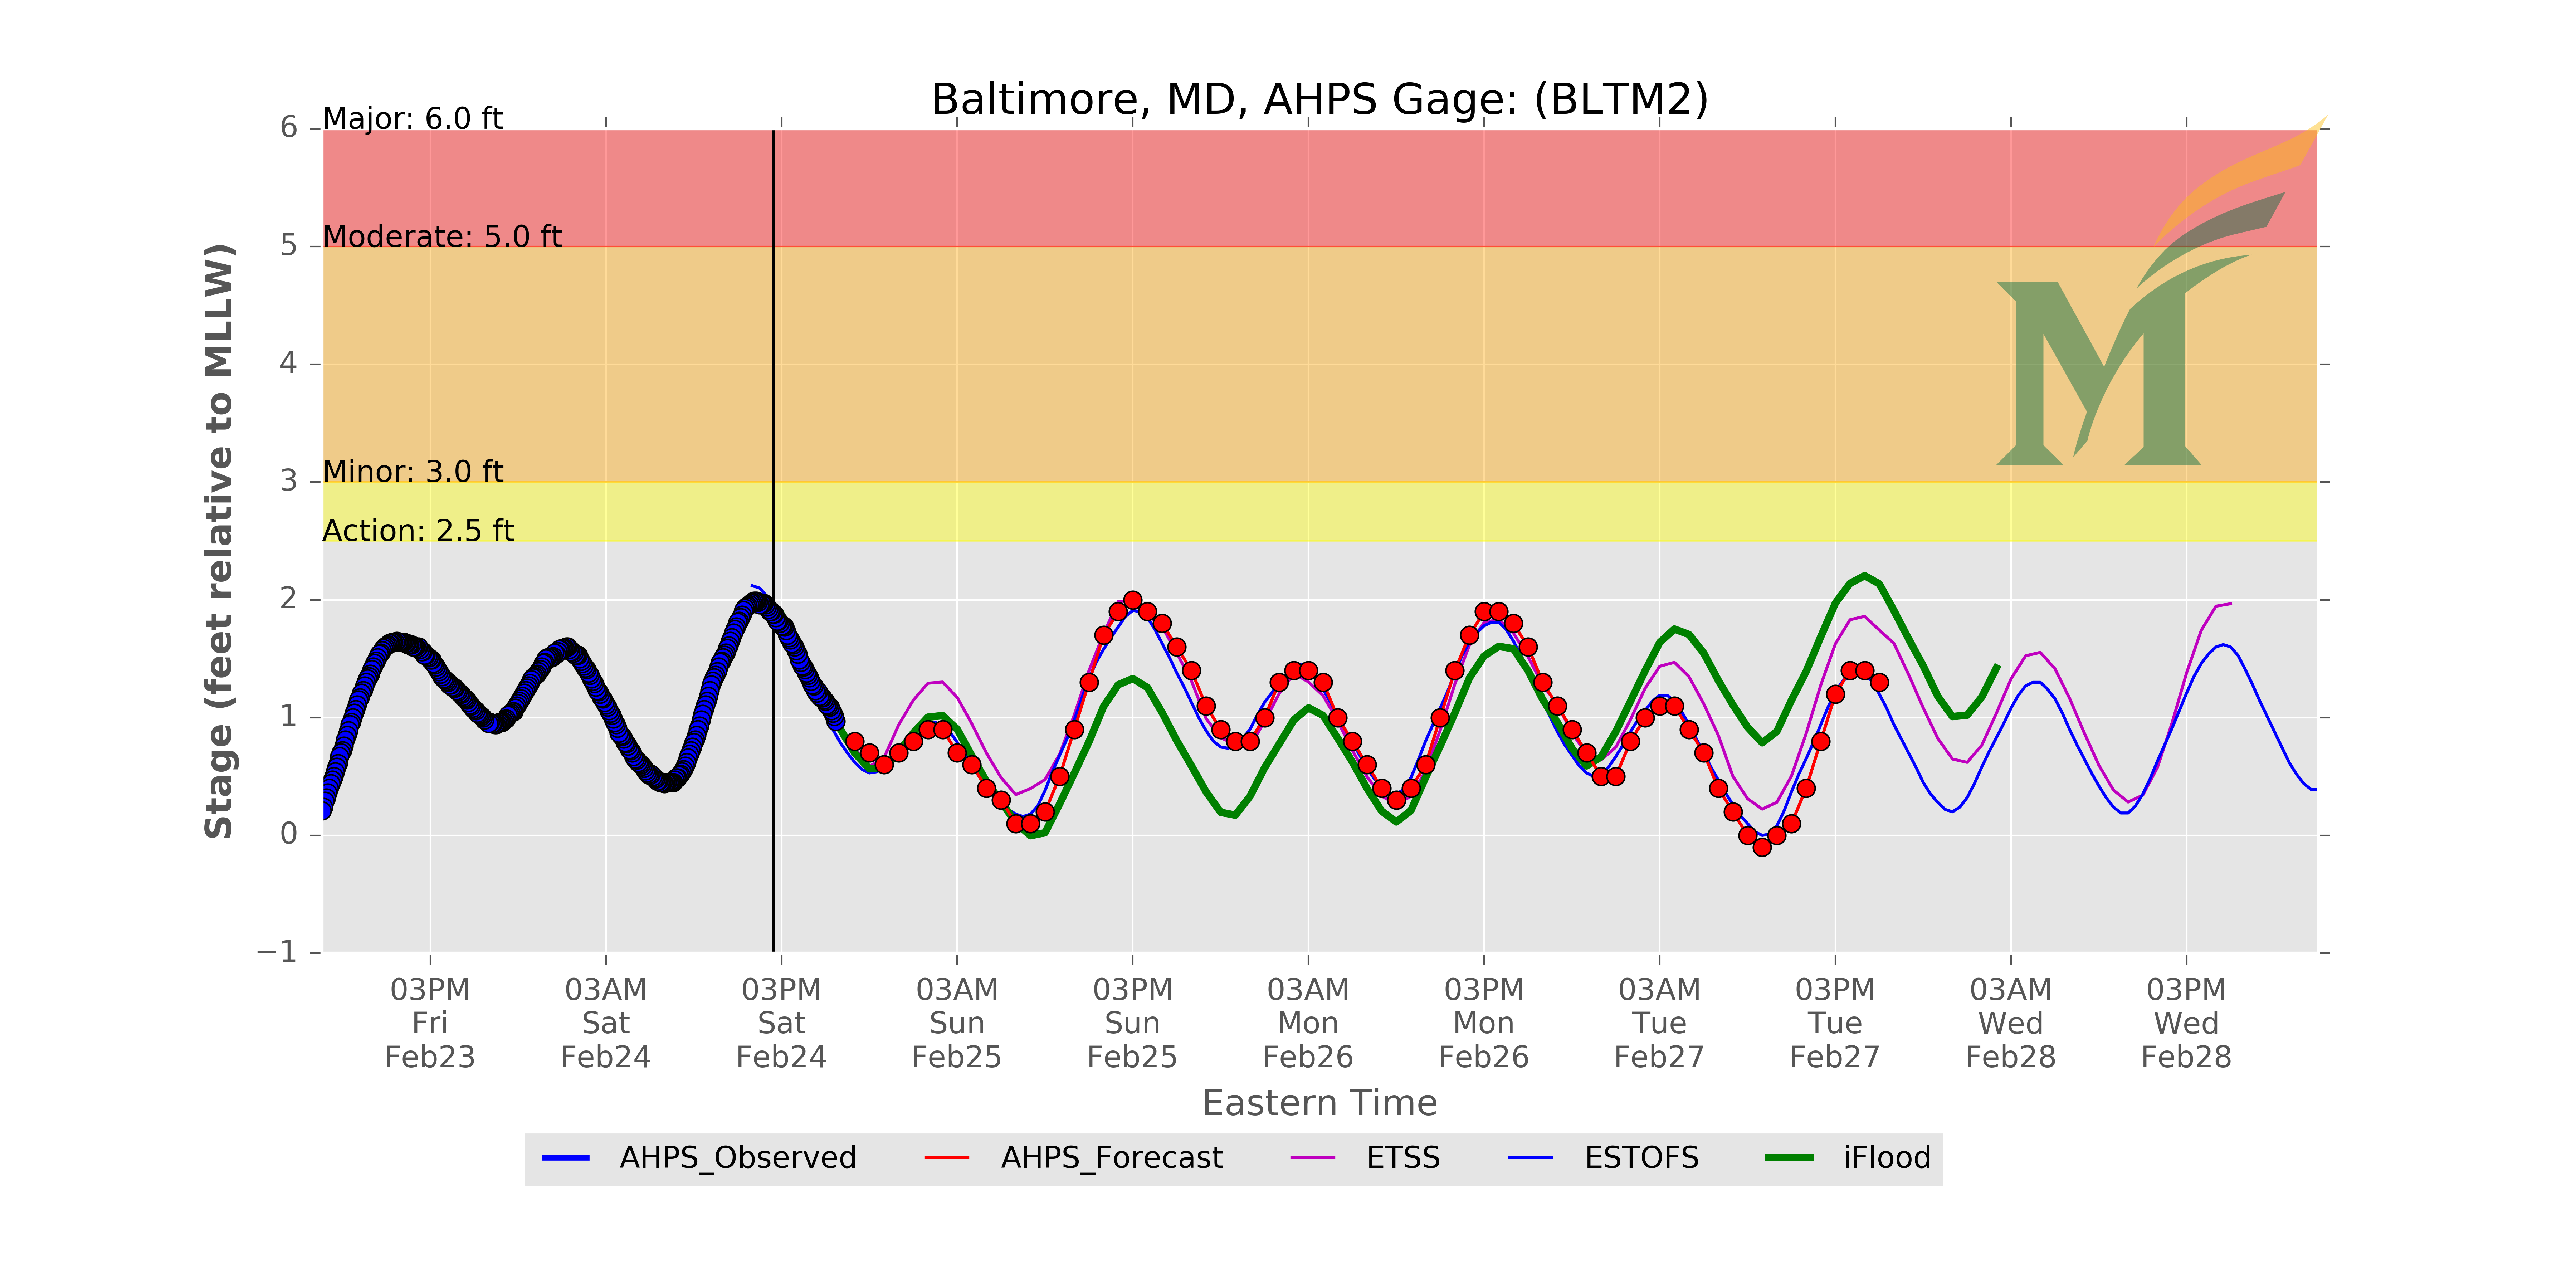 Baltimore, MD, AHPS Gage: (BLTM2)
Major: 6.0 ft
Moderate: 5.0 ft
Minor: 3.0 ft
Action: 2.5 ft
6
5
4
3
2
1
0
−1
Stage (feet relative to MLLW)
03PM
Fri
Feb23
03AM
Sat
Feb24
03PM
Sat
Feb24
03AM
Sun
Feb25
03PM
Sun
Feb25
03AM
Mon
Feb26
03PM
Mon
Feb26
03AM
Tue
Feb27
03PM
Tue
Feb27
03AM
Wed
Feb28
03PM
Wed
Feb28
Eastern Time
AHPS_Observed
AHPS_Forecast
ETSS
ESTOFS
iFlood
M